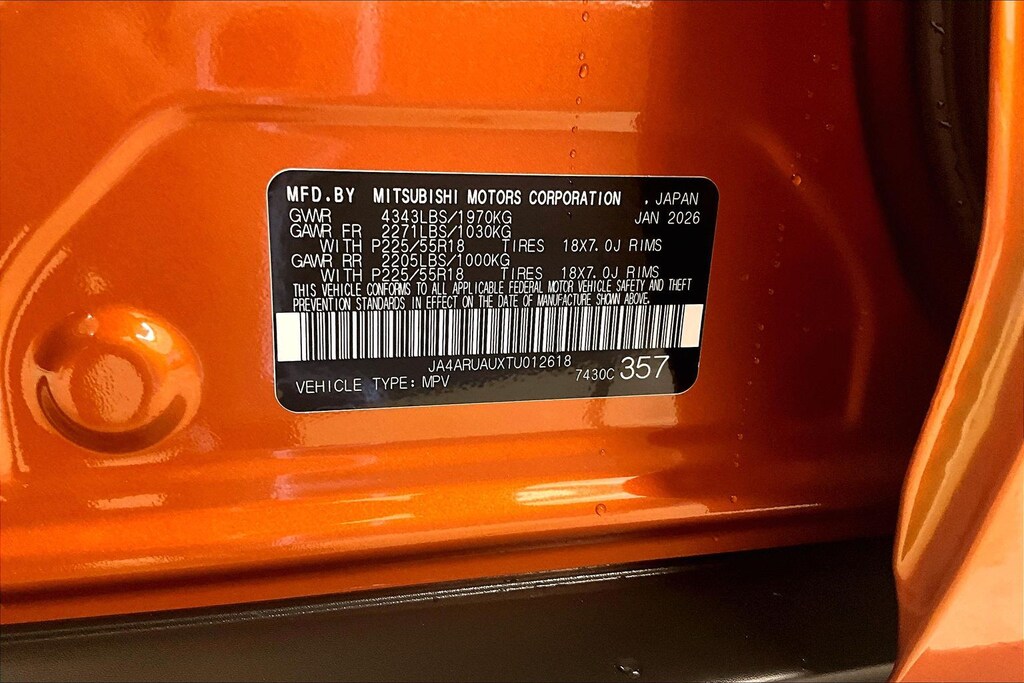 MFD.BY MITSUBISHI MOTORS CORPORATION , JAPAN
GVWR 4343LBS/1970KG JAN 2026
GAWR FR 2271LBS/1030KG
WITH P225/55R18 TIRES 18X7.0J RIMS
GAWR RR 2205LBS/1000KG
WITH P225/55R18 TIRES 18X7.0J RIMS
THIS VEHICLE CONFORMS TO ALL APPLICABLE FEDERAL MOTOR VEHICLE SAFETY AND THEFT
PREVENTION STANDARDS IN EFFECT ON THE DATE OF MANUFACTURE SHOWN ABOVE.
JA4ARUAUXTU012618
VEHICLE TYPE: MPV 7430C 357